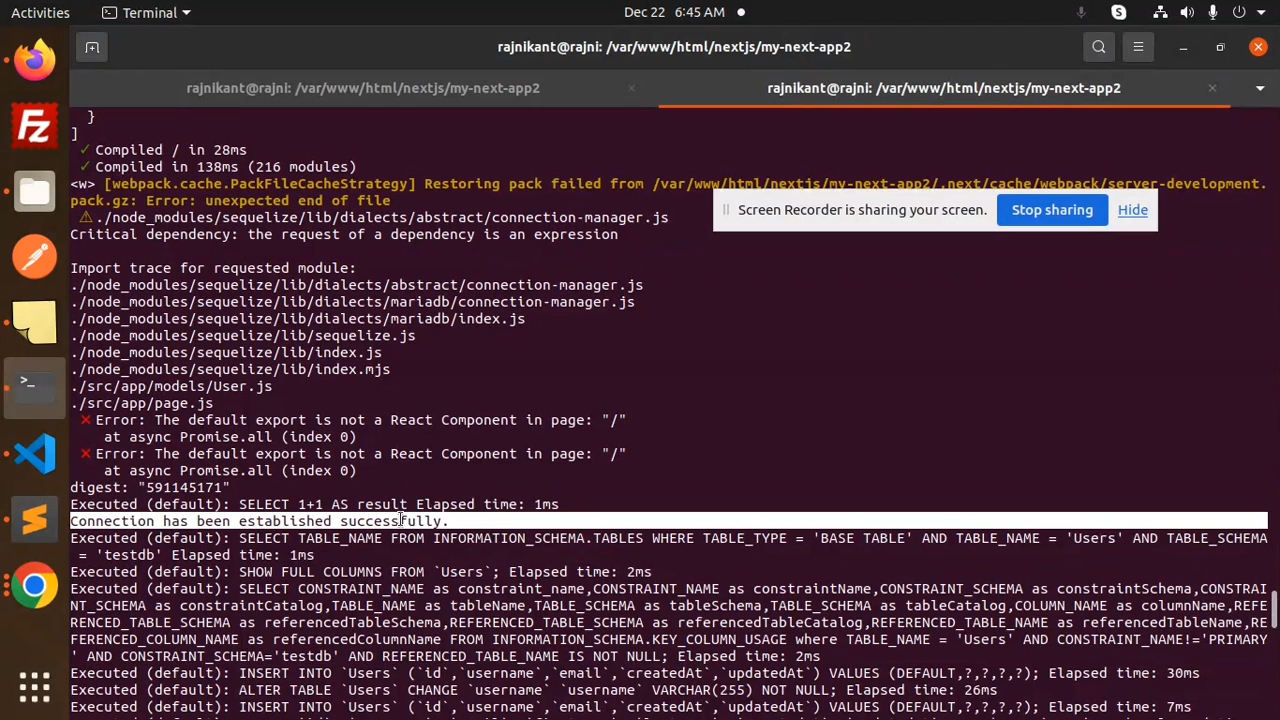 Activities
Terminal
Dec 22 6:45 AM
rajnikant@rajni: /var/www/html/nextjs/my-next-app2
rajnikant@rajni: /var/www/html/nextjs/my-next-app2
rajnikant@rajni: /var/www/html/nextjs/my-next-app2
}
]
✓ Compiled / in 28ms
✓ Compiled in 138ms (216 modules)
<w> [webpack.cache.PackFileCacheStrategy] Restoring pack failed from /var/www/html/nextjs/my-next-app2/.next/cache/webpack/server-development.
pack.gz: Error: unexpected end of file
Screen Recorder is sharing your screen.
Stop sharing
Hide
⚠ ./node_modules/sequelize/lib/dialects/abstract/connection-manager.js
Critical dependency: the request of a dependency is an expression
Import trace for requested module:
./node_modules/sequelize/lib/dialects/abstract/connection-manager.js
./node_modules/sequelize/lib/dialects/mariadb/connection-manager.js
./node_modules/sequelize/lib/dialects/mariadb/index.js
./node_modules/sequelize/lib/sequelize.js
./node_modules/sequelize/lib/index.js
./node_modules/sequelize/lib/index.mjs
./src/app/models/User.js
./src/app/page.js
⨯ Error: The default export is not a React Component in page: "/"
at async Promise.all (index 0)
⨯ Error: The default export is not a React Component in page: "/"
at async Promise.all (index 0)
digest: "591145171"
Executed (default): SELECT 1+1 AS result Elapsed time: 1ms
Connection has been established successfully.
Executed (default): SELECT TABLE_NAME FROM INFORMATION_SCHEMA.TABLES WHERE TABLE_TYPE = 'BASE TABLE' AND TABLE_NAME = 'Users' AND TABLE_SCHEMA
= 'testdb' Elapsed time: 1ms
Executed (default): SHOW FULL COLUMNS FROM `Users`; Elapsed time: 2ms
Executed (default): SELECT CONSTRAINT_NAME as constraint_name,CONSTRAINT_NAME as constraintName,CONSTRAINT_SCHEMA as constraintSchema,CONSTRAI
NT_SCHEMA as constraintCatalog,TABLE_NAME as tableName,TABLE_SCHEMA as tableSchema,TABLE_SCHEMA as tableCatalog,COLUMN_NAME as columnName,REFE
RENCED_TABLE_SCHEMA as referencedTableSchema,REFERENCED_TABLE_SCHEMA as referencedTableCatalog,REFERENCED_TABLE_NAME as referencedTableName,RE
FERENCED_COLUMN_NAME as referencedColumnName FROM INFORMATION_SCHEMA.KEY_COLUMN_USAGE where TABLE_NAME = 'Users' AND CONSTRAINT_NAME!='PRIMARY
' AND CONSTRAINT_SCHEMA='testdb' AND REFERENCED_TABLE_NAME IS NOT NULL; Elapsed time: 2ms
Executed (default): INSERT INTO `Users` (`id`,`username`,`email`,`createdAt`,`updatedAt`) VALUES (DEFAULT,?,?,?,?); Elapsed time: 30ms
Executed (default): ALTER TABLE `Users` CHANGE `username` `username` VARCHAR(255) NOT NULL; Elapsed time: 26ms
Executed (default): INSERT INTO `Users` (`id`,`username`,`email`,`createdAt`,`updatedAt`) VALUES (DEFAULT,?,?,?,?); Elapsed time: 7ms